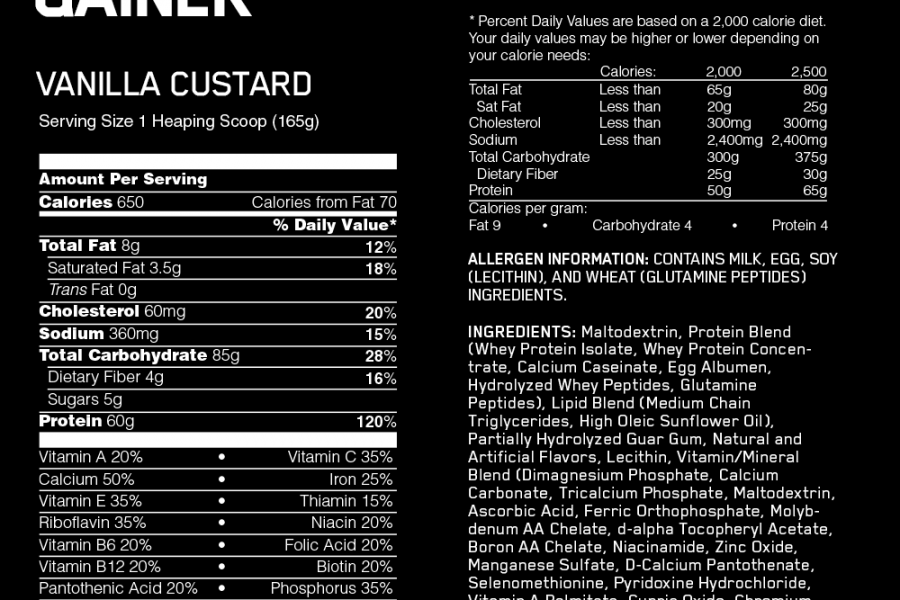 GAINER
VANILLA CUSTARD
Serving Size 1 Heaping Scoop (165g)
Amount Per Serving
Calories 650 Calories from Fat 70
% Daily Value*
Total Fat 8g 12%
Saturated Fat 3.5g 18%
Trans Fat 0g
Cholesterol 60mg 20%
Sodium 360mg 15%
Total Carbohydrate 85g 28%
Dietary Fiber 4g 16%
Sugars 5g
Protein 60g 120%
Vitamin A 20% • Vitamin C 35%
Calcium 50% • Iron 25%
Vitamin E 35% • Thiamin 15%
Riboflavin 35% • Niacin 20%
Vitamin B6 20% • Folic Acid 20%
Vitamin B12 20% • Biotin 20%
Pantothenic Acid 20% • Phosphorus 35%
* Percent Daily Values are based on a 2,000 calorie diet.
Your daily values may be higher or lower depending on
your calorie needs:
Calories: 2,000 2,500
Total Fat Less than 65g 80g
Sat Fat Less than 20g 25g
Cholesterol Less than 300mg 300mg
Sodium Less than 2,400mg 2,400mg
Total Carbohydrate 300g 375g
Dietary Fiber 25g 30g
Protein 50g 65g
Calories per gram:
Fat 9 • Carbohydrate 4 • Protein 4
ALLERGEN INFORMATION: CONTAINS MILK, EGG, SOY
(LECITHIN), AND WHEAT (GLUTAMINE PEPTIDES)
INGREDIENTS.
INGREDIENTS: Maltodextrin, Protein Blend
(Whey Protein Isolate, Whey Protein Concen-
trate, Calcium Caseinate, Egg Albumen,
Hydrolyzed Whey Peptides, Glutamine
Peptides), Lipid Blend (Medium Chain
Triglycerides, High Oleic Sunflower Oil),
Partially Hydrolyzed Guar Gum, Natural and
Artificial Flavors, Lecithin, Vitamin/Mineral
Blend (Dimagnesium Phosphate, Calcium
Carbonate, Tricalcium Phosphate, Maltodextrin,
Ascorbic Acid, Ferric Orthophosphate, Molyb-
denum AA Chelate, d-alpha Tocopheryl Acetate,
Boron AA Chelate, Niacinamide, Zinc Oxide,
Manganese Sulfate, D-Calcium Pantothenate,
Selenomethionine, Pyridoxine Hydrochloride,
Vitamin A Palmitate, Cupric Oxide, Chromium